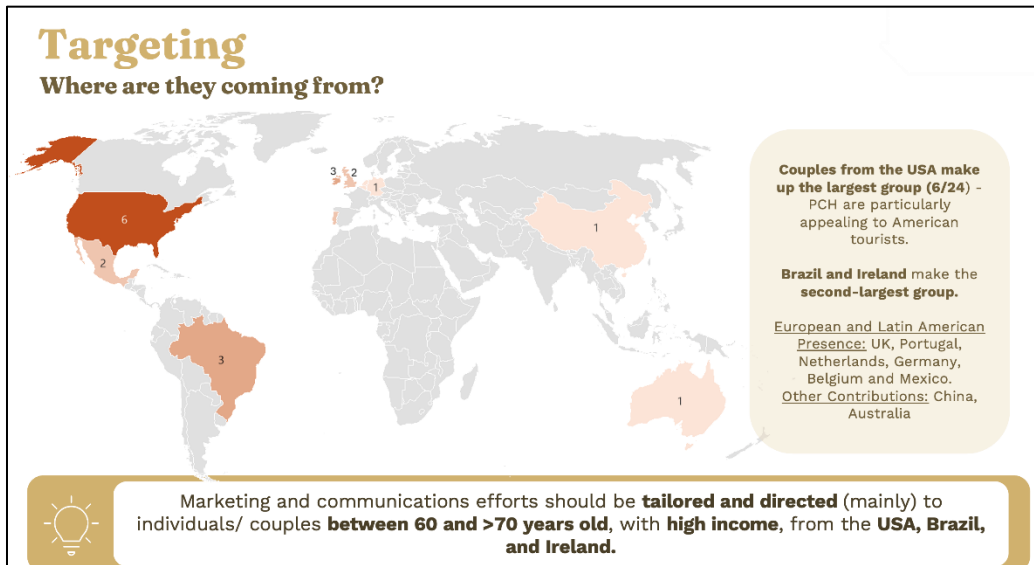 Targeting
Where are they coming from?
6
2
3
3
2
1
1
1
Couples from the USA make
up the largest group (6/24) -
PCH are particularly
appealing to American
tourists.
Brazil and Ireland make the
second-largest group.
European and Latin American
Presence: UK, Portugal,
Netherlands, Germany,
Belgium and Mexico.
Other Contributions: China,
Australia
Marketing and communications efforts should be tailored and directed (mainly) to
individuals/ couples between 60 and >70 years old, with high income, from the USA, Brazil,
and Ireland.